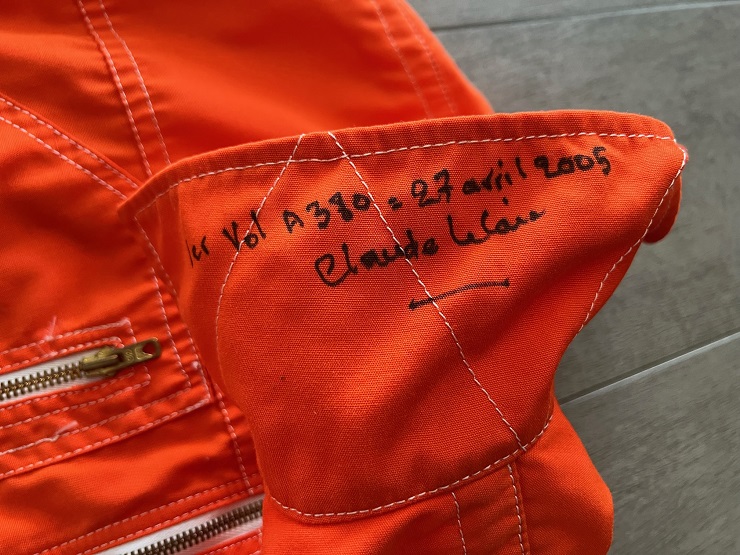 1er Vol A380 = 27 avril 2005
Claude Lelaie